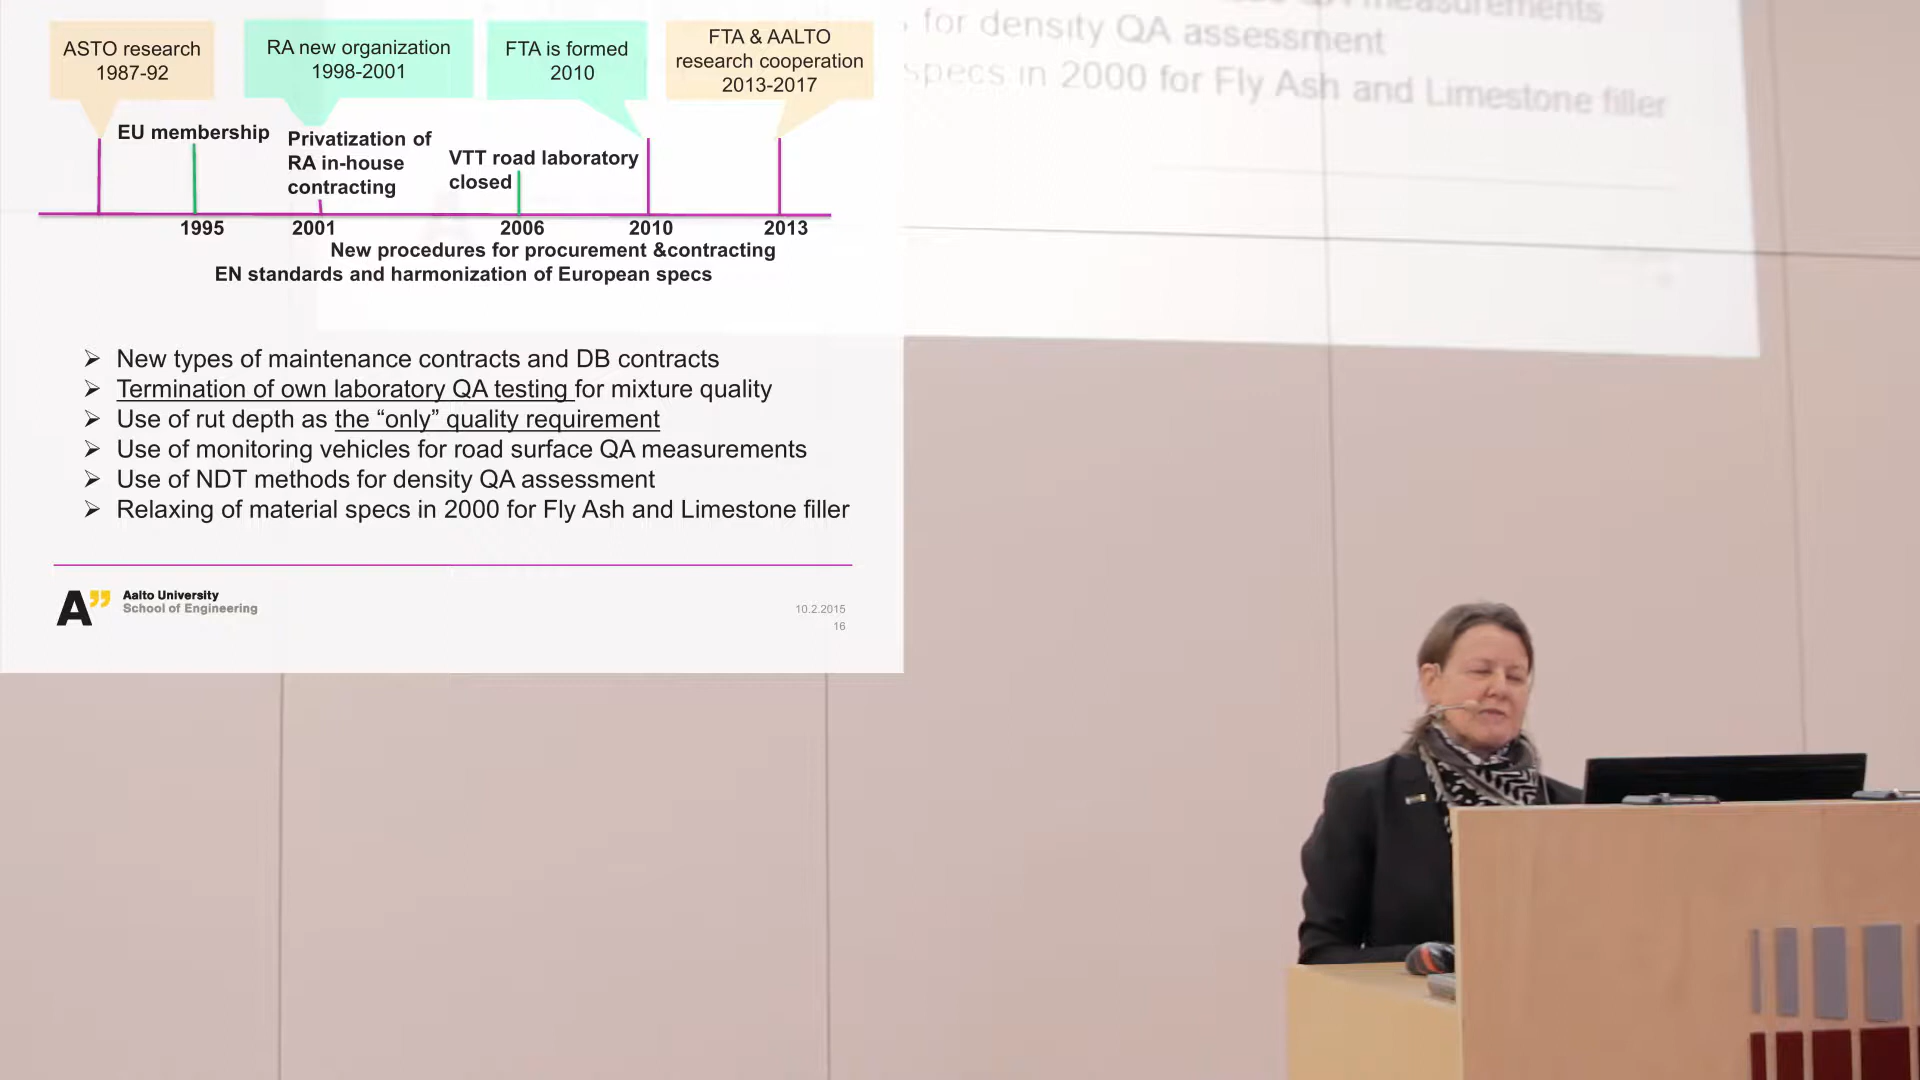 ASTO research
1987-92
RA new organization
1998-2001
FTA is formed
2010
FTA & AALTO
research cooperation
2013-2017
EU membership
Privatization of
RA in-house
contracting
VTT road laboratory
closed
1995
2001
2006
2010
2013
New procedures for procurement &contracting
EN standards and harmonization of European specs
➢ New types of maintenance contracts and DB contracts
➢ Termination of own laboratory QA testing for mixture quality
➢ Use of rut depth as the “only” quality requirement
➢ Use of monitoring vehicles for road surface QA measurements
➢ Use of NDT methods for density QA assessment
➢ Relaxing of material specs in 2000 for Fly Ash and Limestone filler
A”
Aalto University
School of Engineering
10.2.2015
16
measurements
for density QA assessment
specs in 2000 for Fly Ash and Limestone filler